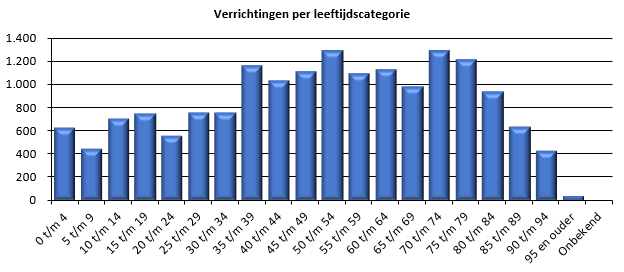 Verrichtingen per leeftijdscategorie
1.400
1.200
1.000
800
600
400
200
0
0 t/m 4
5 t/m 9
10 t/m 14
15 t/m 19
20 t/m 24
25 t/m 29
30 t/m 34
35 t/m 39
40 t/m 44
45 t/m 49
50 t/m 54
55 t/m 59
60 t/m 64
65 t/m 69
70 t/m 74
75 t/m 79
80 t/m 84
85 t/m 89
90 t/m 94
95 en ouder
Onbekend